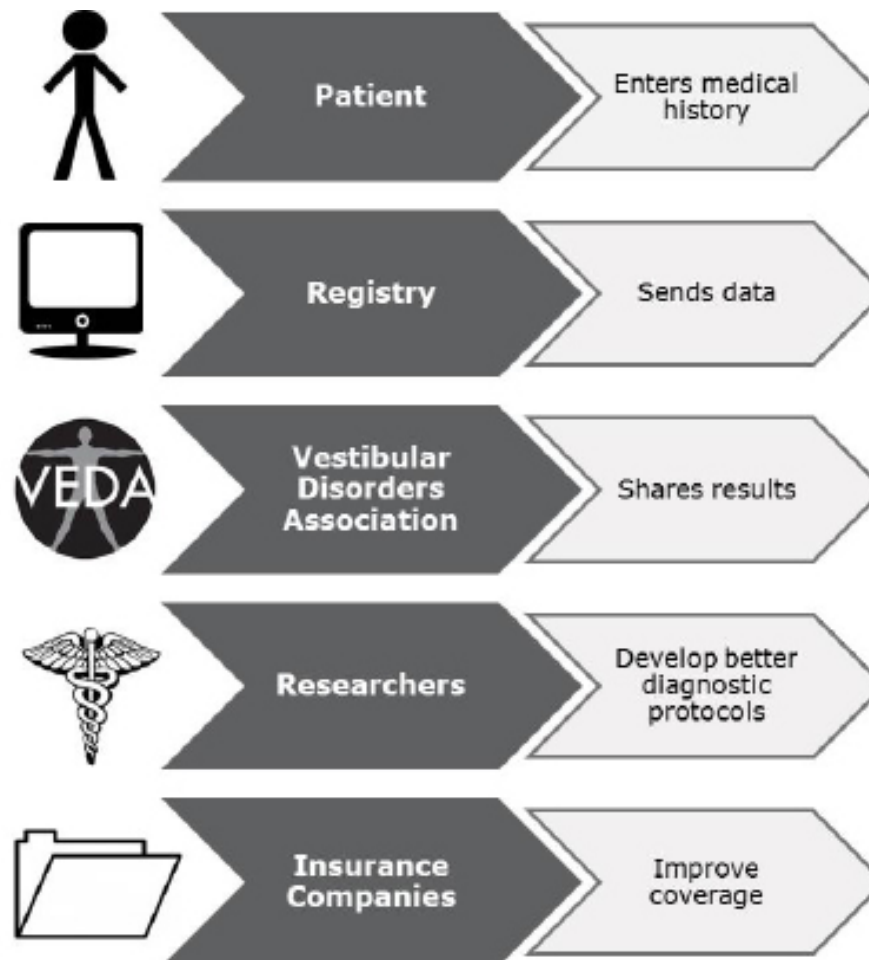 Patient
Enters medical
history
Registry
Sends data
VEDA
Vestibular
Disorders
Association
Shares results
Researchers
Develop better
diagnostic
protocols
Insurance
Companies
Improve
coverage